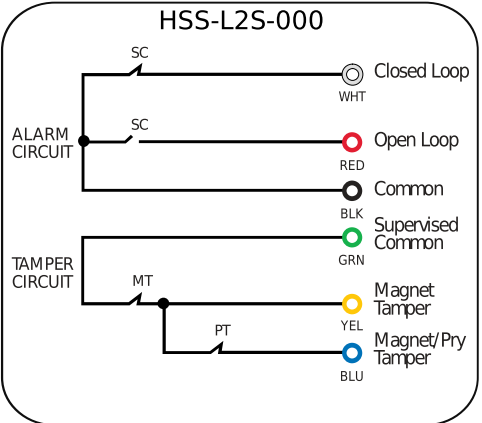 HSS-L2S-000
SC
Closed Loop
WHT
ALARM
CIRCUIT
SC
Open Loop
RED
Common
BLK
Supervised
Common
GRN
TAMPER
CIRCUIT
MT
Magnet
Tamper
YEL
PT
Magnet/Pry
Tamper
BLU